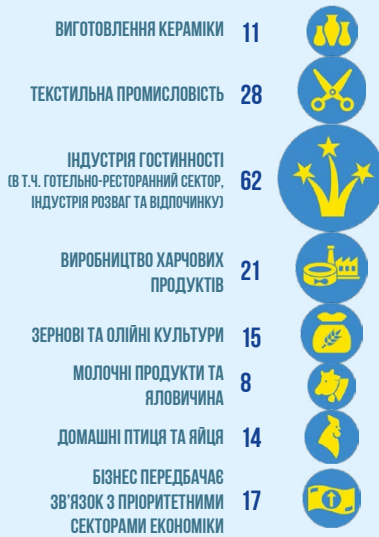 ВИГОТОВЛЕННЯ КЕРАМІКИ 11
ТЕКСТИЛЬНА ПРОМИСЛОВІСТЬ 28
ІНДУСТРІЯ ГОСТИННОСТІ
(В Т.Ч. ГОТЕЛЬНО-РЕСТОРАННИЙ СЕКТОР, 62
ІНДУСТРІЯ РОЗВАГ ТА ВІДПОЧИНКУ)
ВИРОБНИЦТВО ХАРЧОВИХ 21
ПРОДУКТІВ
ЗЕРНОВІ ТА ОЛІЙНІ КУЛЬТУРИ 15
МОЛОЧНІ ПРОДУКТИ ТА 8
ЯЛОВИЧИНА
ДОМАШНІ ПТИЦЯ ТА ЯЙЦЯ 14
БІЗНЕС ПЕРЕДБАЧАЄ
ЗВ'ЯЗОК З ПРІОРИТЕТНИМИ 17
СЕКТОРАМИ ЕКОНОМІКИ